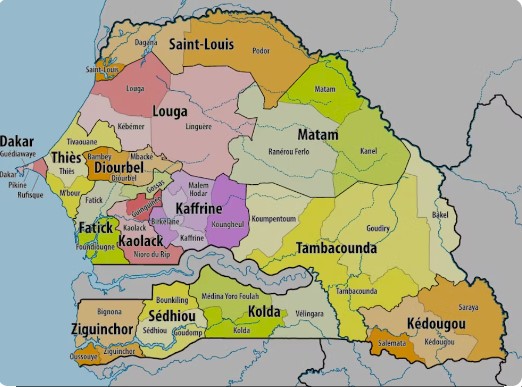 Saint-Louis
Dagana
Podor
Saint-Louis
Louga
Matam
Louga
Kébémer
Linguère
Matam
Ranérou Ferlo
Kanel
Dakar
Guédiawaye
Dakar
Pikine
Rufisque
Tivaouane
Thiès
Thiès
M'bour
Bambey
Mbacké
Diourbel
Diourbel
Gossas
Fatick
Guinguinéo
Malem
Hodar
Kaffrine
Birkelane
Kaffrine
Koungheul
Fatick
Foundiougne
Kaolack
Kaolack
Nioro du Rip
Koumpentoum
Goudiry
Bakel
Tambacounda
Tambacounda
Bounkiling
Médina Yoro Foulah
Bignona
Sédhiou
Kolda
Vélingara
Ziguinchor
Sédhiou
Goudomp
Kolda
Oussouye
Ziguinchor
Saraya
Kédougou
Salemata
Kédougou